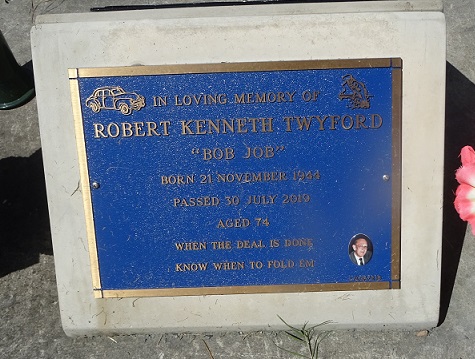 IN LOVING MEMORY OF
ROBERT KENNETH TWYFORD
"BOB JOB"
BORN 21 NOVEMBER 1944
PASSED 30 JULY 2019
AGED 74
WHEN THE DEAL IS DONE
KNOW WHEN TO FOLD EM